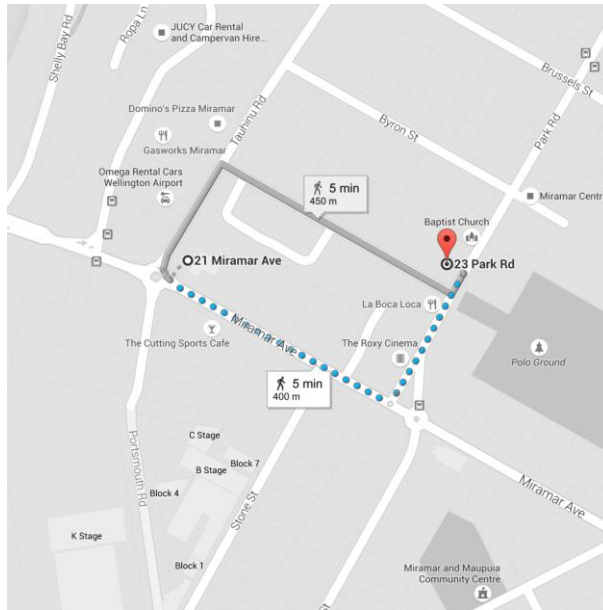 Shelly Bay Rd
Ropa Ln
JUCY Car Rental
and Campervan Hire...
Brussels St
Domino's Pizza Miramar
Tauhinu Rd
Park Rd
Byron St
Gasworks Miramar
Omega Rental Cars
Wellington Airport
5 min
450 m
Miramar Centr
Baptist Church
21 Miramar Ave
23 Park Rd
La Boca Loca
Miramar Ave
The Cutting Sports Cafe
The Roxy Cinema
Polo Ground
5 min
400 m
C Stage
Portsmouth Rd
B Stage
Block 7
Block 4
Stone St
Miramar Ave
K Stage
Block 1
Miramar and Maupuia
Community Centre